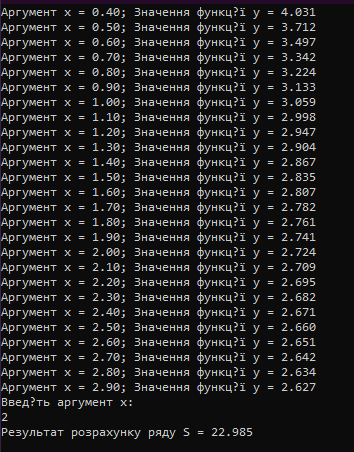 Аргумент x = 0.40; Значення функц?ї y = 4.031
Аргумент x = 0.50; Значення функц?ї y = 3.712
Аргумент x = 0.60; Значення функц?ї y = 3.497
Аргумент x = 0.70; Значення функц?ї y = 3.342
Аргумент x = 0.80; Значення функц?ї y = 3.224
Аргумент x = 0.90; Значення функц?ї y = 3.133
Аргумент x = 1.00; Значення функц?ї y = 3.059
Аргумент x = 1.10; Значення функц?ї y = 2.998
Аргумент x = 1.20; Значення функц?ї y = 2.947
Аргумент x = 1.30; Значення функц?ї y = 2.904
Аргумент x = 1.40; Значення функц?ї y = 2.867
Аргумент x = 1.50; Значення функц?ї y = 2.835
Аргумент x = 1.60; Значення функц?ї y = 2.807
Аргумент x = 1.70; Значення функц?ї y = 2.782
Аргумент x = 1.80; Значення функц?ї y = 2.761
Аргумент x = 1.90; Значення функц?ї y = 2.741
Аргумент x = 2.00; Значення функц?ї y = 2.724
Аргумент x = 2.10; Значення функц?ї y = 2.709
Аргумент x = 2.20; Значення функц?ї y = 2.695
Аргумент x = 2.30; Значення функц?ї y = 2.682
Аргумент x = 2.40; Значення функц?ї y = 2.671
Аргумент x = 2.50; Значення функц?ї y = 2.660
Аргумент x = 2.60; Значення функц?ї y = 2.651
Аргумент x = 2.70; Значення функц?ї y = 2.642
Аргумент x = 2.80; Значення функц?ї y = 2.634
Аргумент x = 2.90; Значення функц?ї y = 2.627
Введ?ть аргумент x:
2
Результат розрахунку ряду S = 22.985